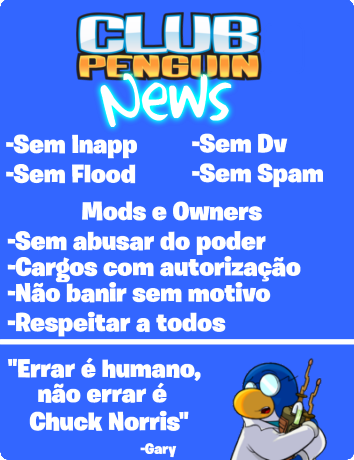 CLUB
PENGUIN
News
-Sem Inapp -Sem Dv
-Sem Flood -Sem Spam
Mods e Owners
-Sem abusar do poder
-Cargos com autorização
-Não banir sem motivo
-Respeitar a todos
"Errar é humano,
não errar é
Chuck Norris"
-Gary